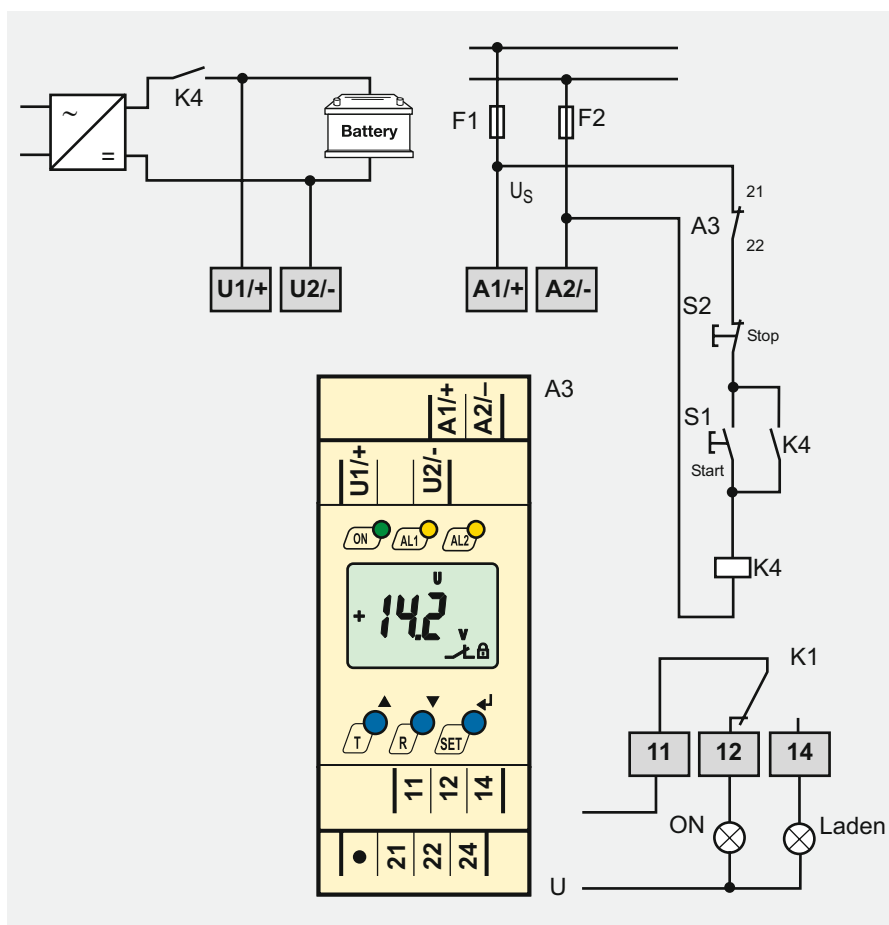 K4
~
=
Battery
U1/+
U2/-
F1
F2
U_S
A1/+
A2/-
21
A3
22
S2
Stop
S1
Start
K4
K4
A3
A1/+
A2/–
U1/+
U2/-
ON
AL1
AL2
U
+ 14.2
V
T
R
SET
11
12
14
21
22
24
K1
11
12
14
ON
Laden
U